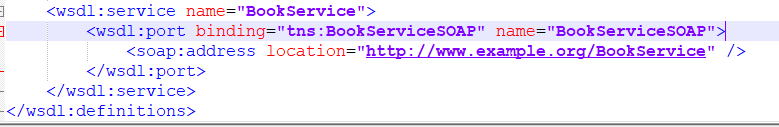 <wsdl:service name="BookService">
<wsdl:port binding="tns:BookServiceSOAP" name="BookServiceSOAP">
<soap:address location="http://www.example.org/BookService" />
</wsdl:port>
</wsdl:service>
</wsdl:definitions>